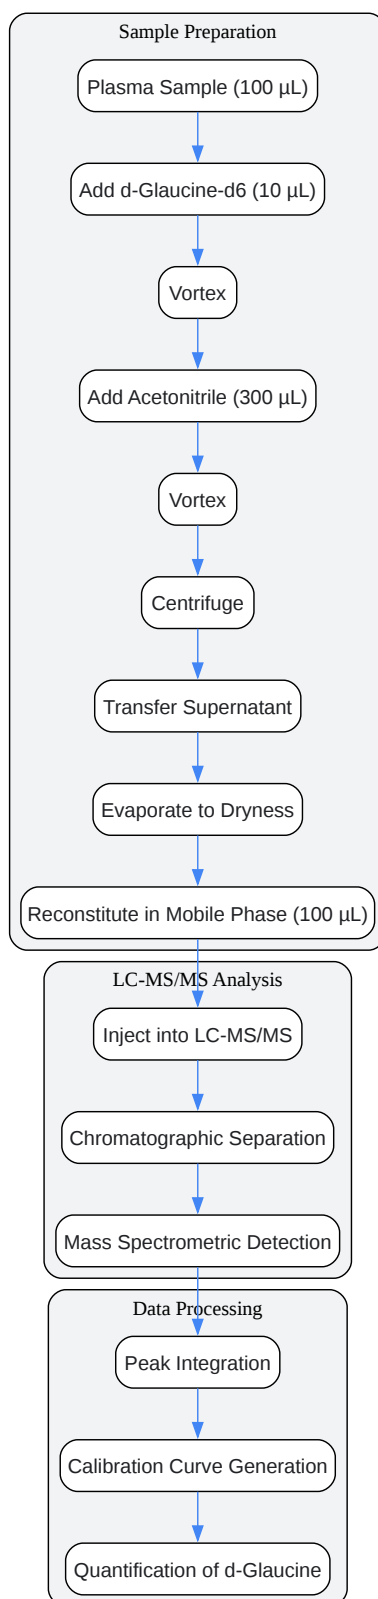 Sample Preparation
Plasma Sample (100 µL)
Add d-Glaucine-d6 (10 µL)
Vortex
Add Acetonitrile (300 µL)
Vortex
Centrifuge
Transfer Supernatant
Evaporate to Dryness
Reconstitute in Mobile Phase (100 µL)
LC-MS/MS Analysis
Inject into LC-MS/MS
Chromatographic Separation
Mass Spectrometric Detection
Data Processing
Peak Integration
Calibration Curve Generation
Quantification of d-Glaucine